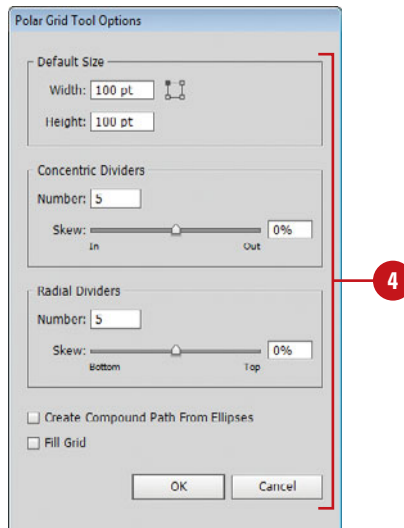 Polar Grid Tool Options
Default Size
Width: 100 pt
Height: 100 pt
Concentric Dividers
Number: 5
Skew: 0%
In Out
Radial Dividers
Number: 5
Skew: 0%
Bottom Top
Create Compound Path From Ellipses
Fill Grid
OK Cancel
4